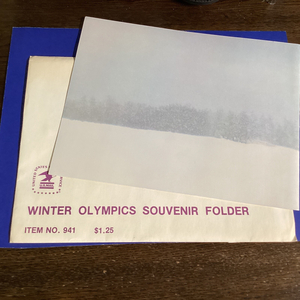 WINTER OLYMPICS SOUVENIR FOLDER
ITEM NO. 941 $1.25